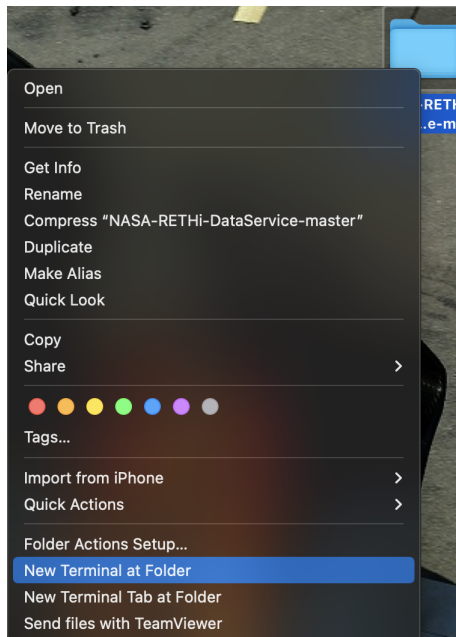 Open
Move to Trash
Get Info
Rename
Compress “NASA-RETHi-DataService-master”
Duplicate
Make Alias
Quick Look
Copy
Share
Tags...
Import from iPhone
Quick Actions
Folder Actions Setup...
New Terminal at Folder
New Terminal Tab at Folder
Send files with TeamViewer
-RETH
.e-m